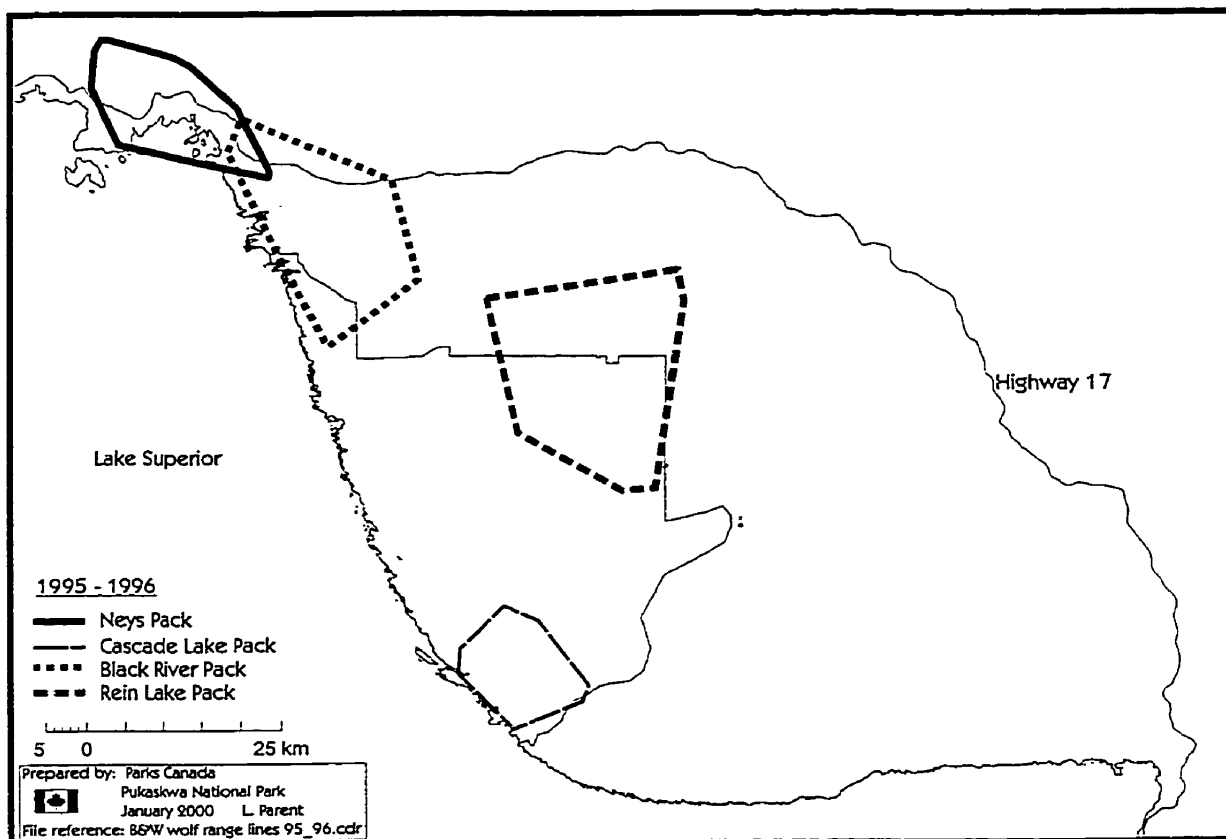 Highway 17
Lake Superior
1995 - 1996
Neys Pack
Cascade Lake Pack
Black River Pack
Rein Lake Pack
5 0 25 km
Prepared by: Parks Canada
Pukaskwa National Park
January 2000 L. Parent
File reference: B&W wolf range lines 95_96.cdr